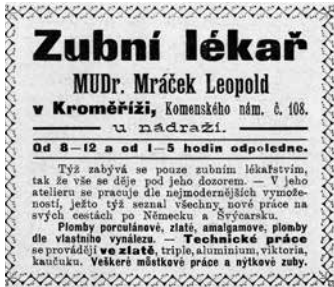 Zubní lékař
MUDr. Mráček Leopold
v Kroměříži, Komenského nám. č. 108.
u nádraží.
Od 8—12 a od 1—5 hodin odpoledne.
Týž zabývá se pouze zubním lékařstvím,
tak že vše se děje pod jeho dozorem. — V jeho
atelieru se pracuje dle nejmodernějších vymože-
ností, ježto týž seznal všechny nové práce na
svých cestách po Německu a Švýcarsku.
Plomby porculánové, zlaté, amalgamove, plomby
dle vlastního vynálezu. — Technické práce
se provádějí ve zlatě, triple, aluminium, viktoria,
kaučuku. Veškeré můstkové práce a nýtkové zuby.